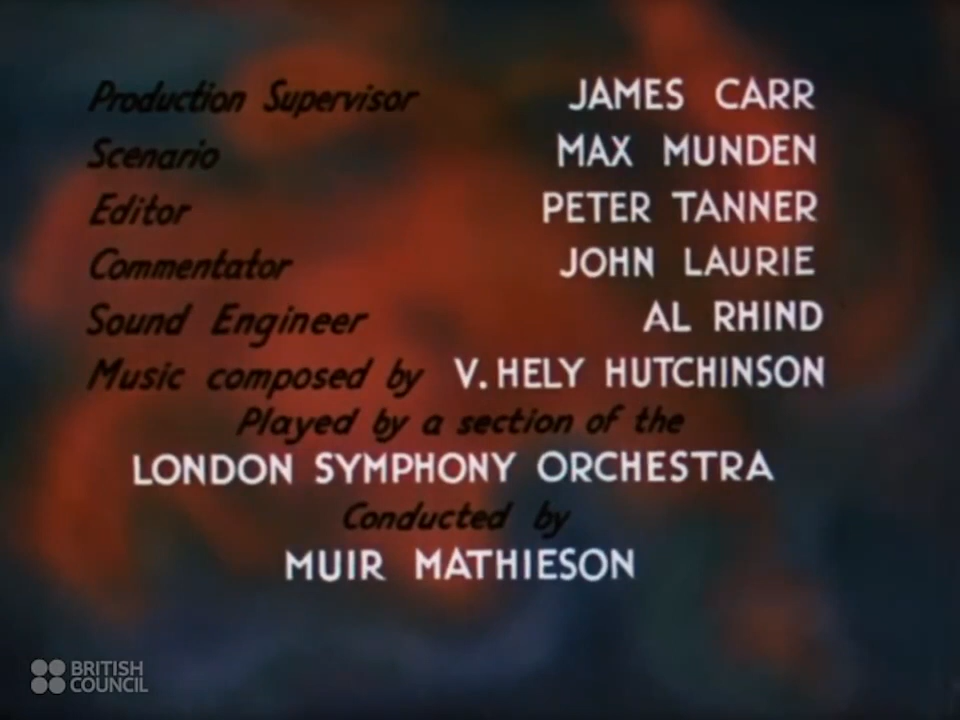 Production Supervisor JAMES CARR
Scenario MAX MUNDEN
Editor PETER TANNER
Commentator JOHN LAURIE
Sound Engineer AL RHIND
Music composed by V. HELY HUTCHINSON
Played by a section of the
LONDON SYMPHONY ORCHESTRA
Conducted by
MUIR MATHIESON
BRITISH
COUNCIL